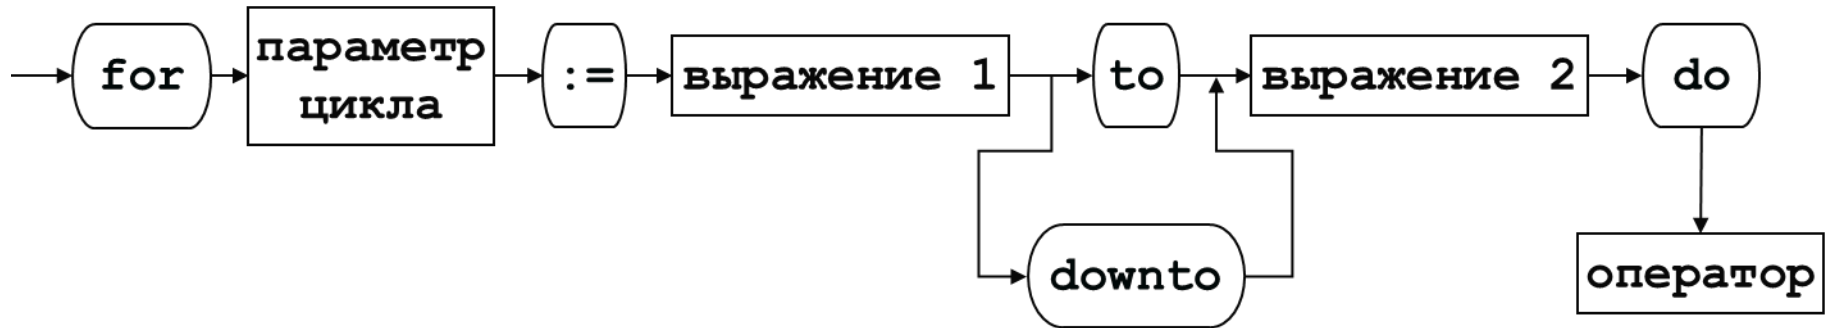 for
параметр
цикла
:=
выражение 1
to
выражение 2
do
downto
оператор